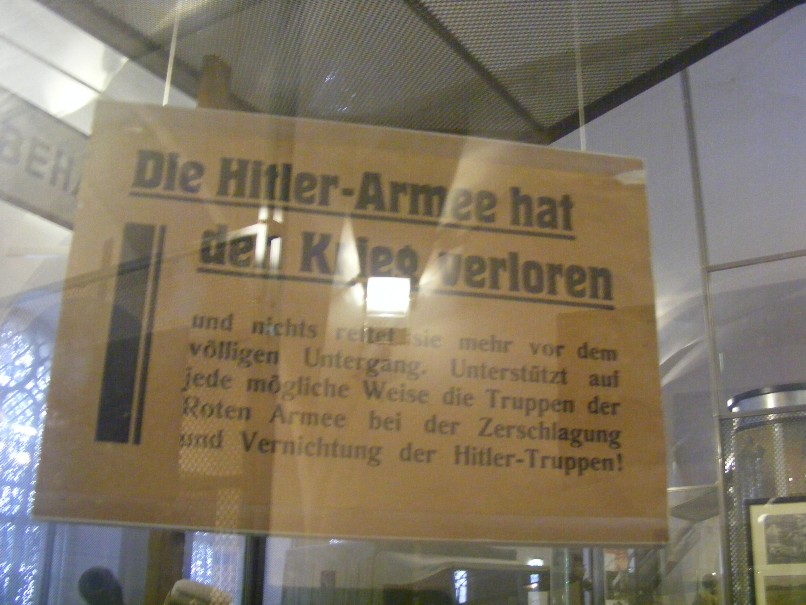 BEHA
Die Hitler-Armee hat
den Krieg verloren
und nichts rettet sie mehr vor dem
völligen Untergang. Unterstützt auf
jede mögliche Weise die Truppen der
Roten Armee bei der Zerschlagung
und Vernichtung der Hitler-Truppen!